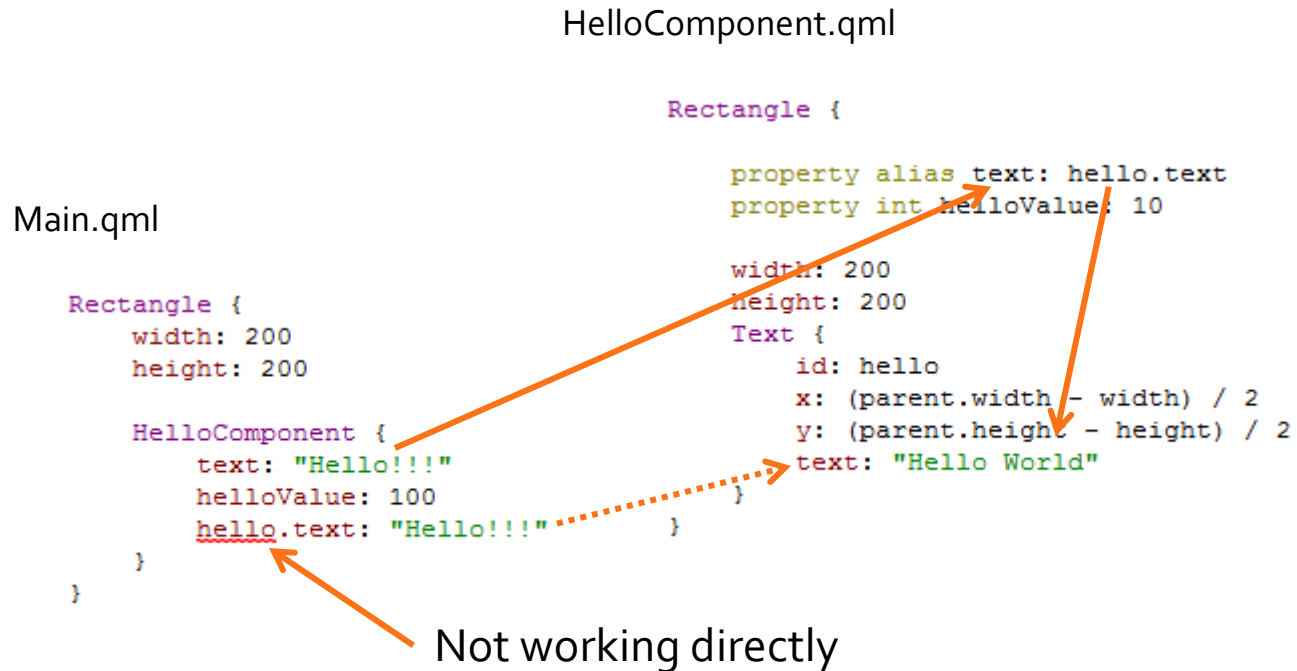 HelloComponent.qml
Rectangle {
property alias text: hello.text
property int helloValue: 10
width: 200
height: 200
Text {
id: hello
x: (parent.width - width) / 2
y: (parent.height - height) / 2
text: "Hello World"
}
}
Main.qml
Rectangle {
width: 200
height: 200
HelloComponent {
text: "Hello!!!"
helloValue: 100
hello.text: "Hello!!!"
}
}
Not working directly